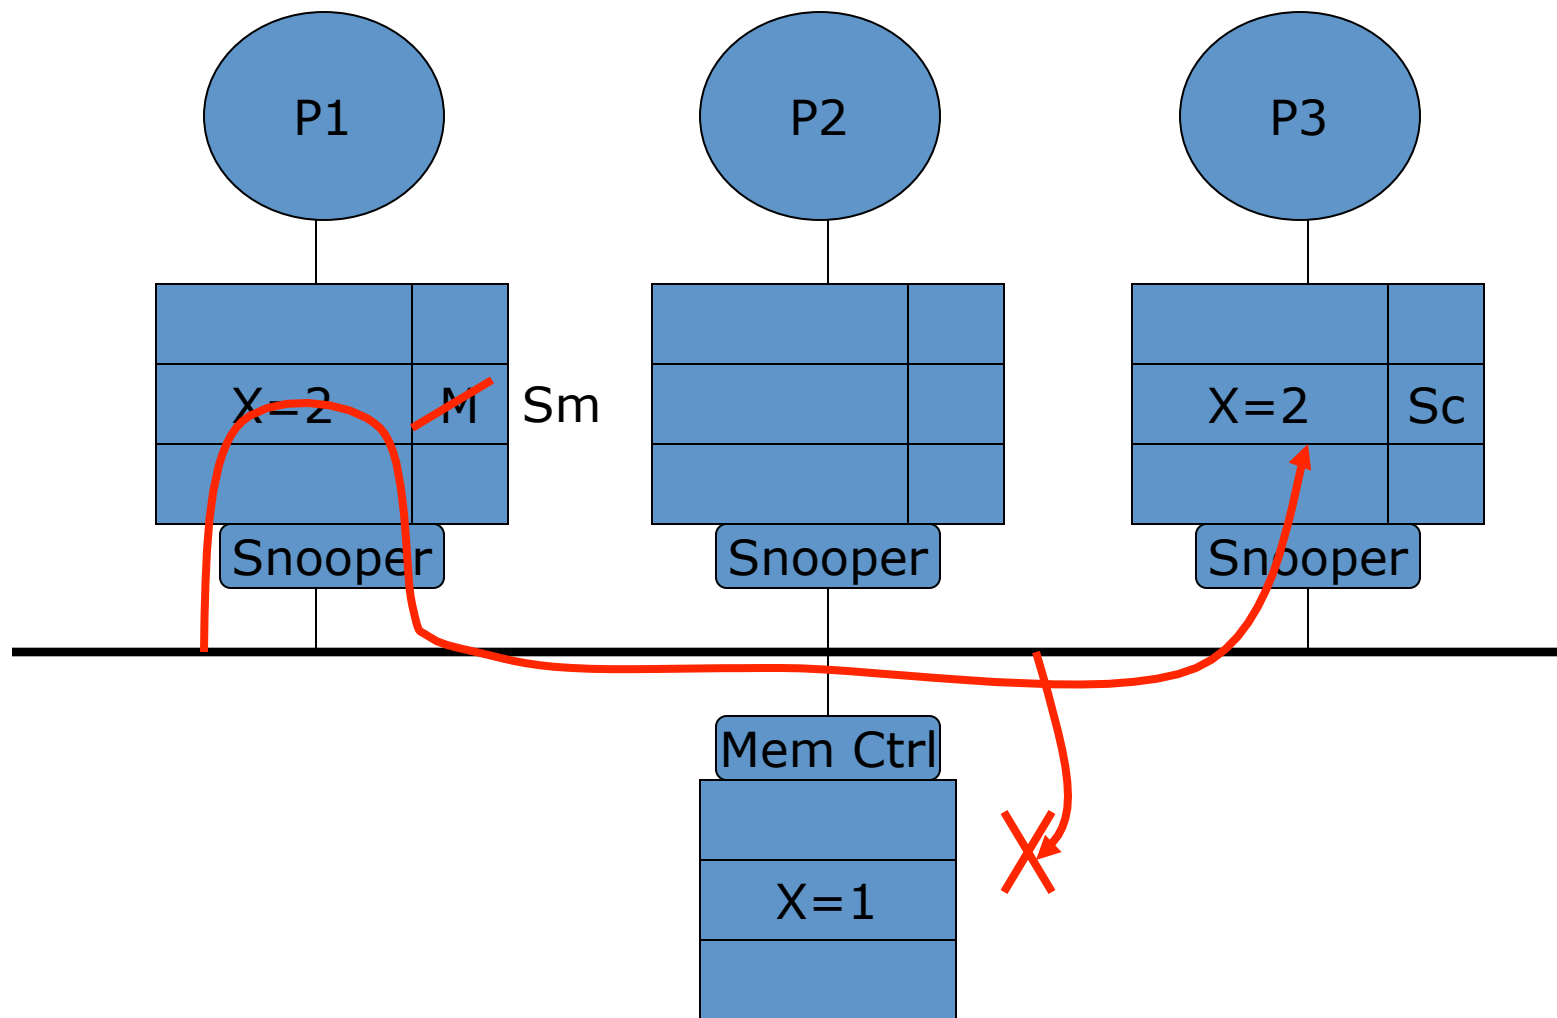 P1
P2
P3
X=2
M
Sm
X=2
Sc
Snooper
Snooper
Snooper
Mem Ctrl
X=1